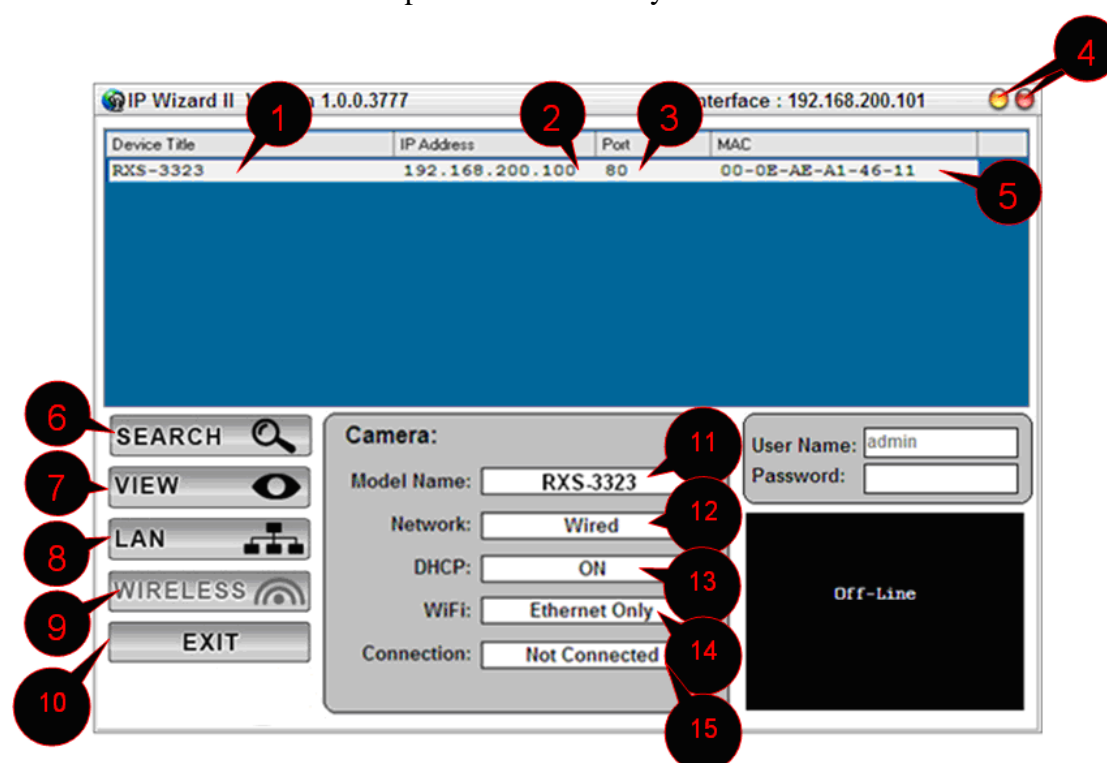 4
IP Wizard II 1.0.0.3777 nterface : 192.168.200.101
1 2 3
Device Title IP Address Port MAC
RXS-3323 192.168.200.100 80 00-0E-AE-A1-46-11
5
6 SEARCH
7 VIEW
8 LAN
9 WIRELESS
10 EXIT
Camera:
Model Name: RXS-3323 11
Network: Wired 12
DHCP: ON 13
WiFi: Ethernet Only 14
Connection: Not Connected 15
User Name: admin
Password:
Off-Line